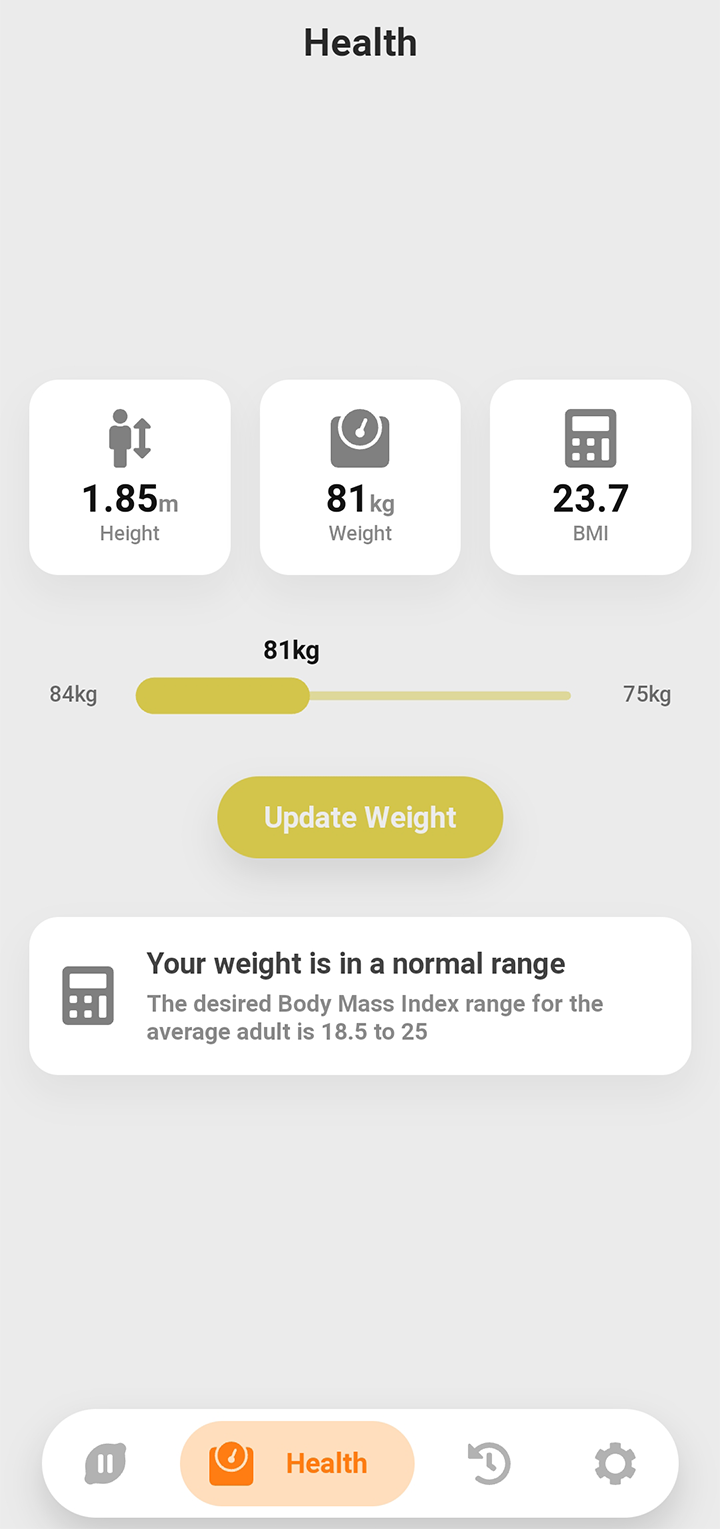 Health
1.85m
Height
81kg
Weight
23.7
BMI
81kg
84kg
75kg
Update Weight
Your weight is in a normal range
The desired Body Mass Index range for the
average adult is 18.5 to 25
Health